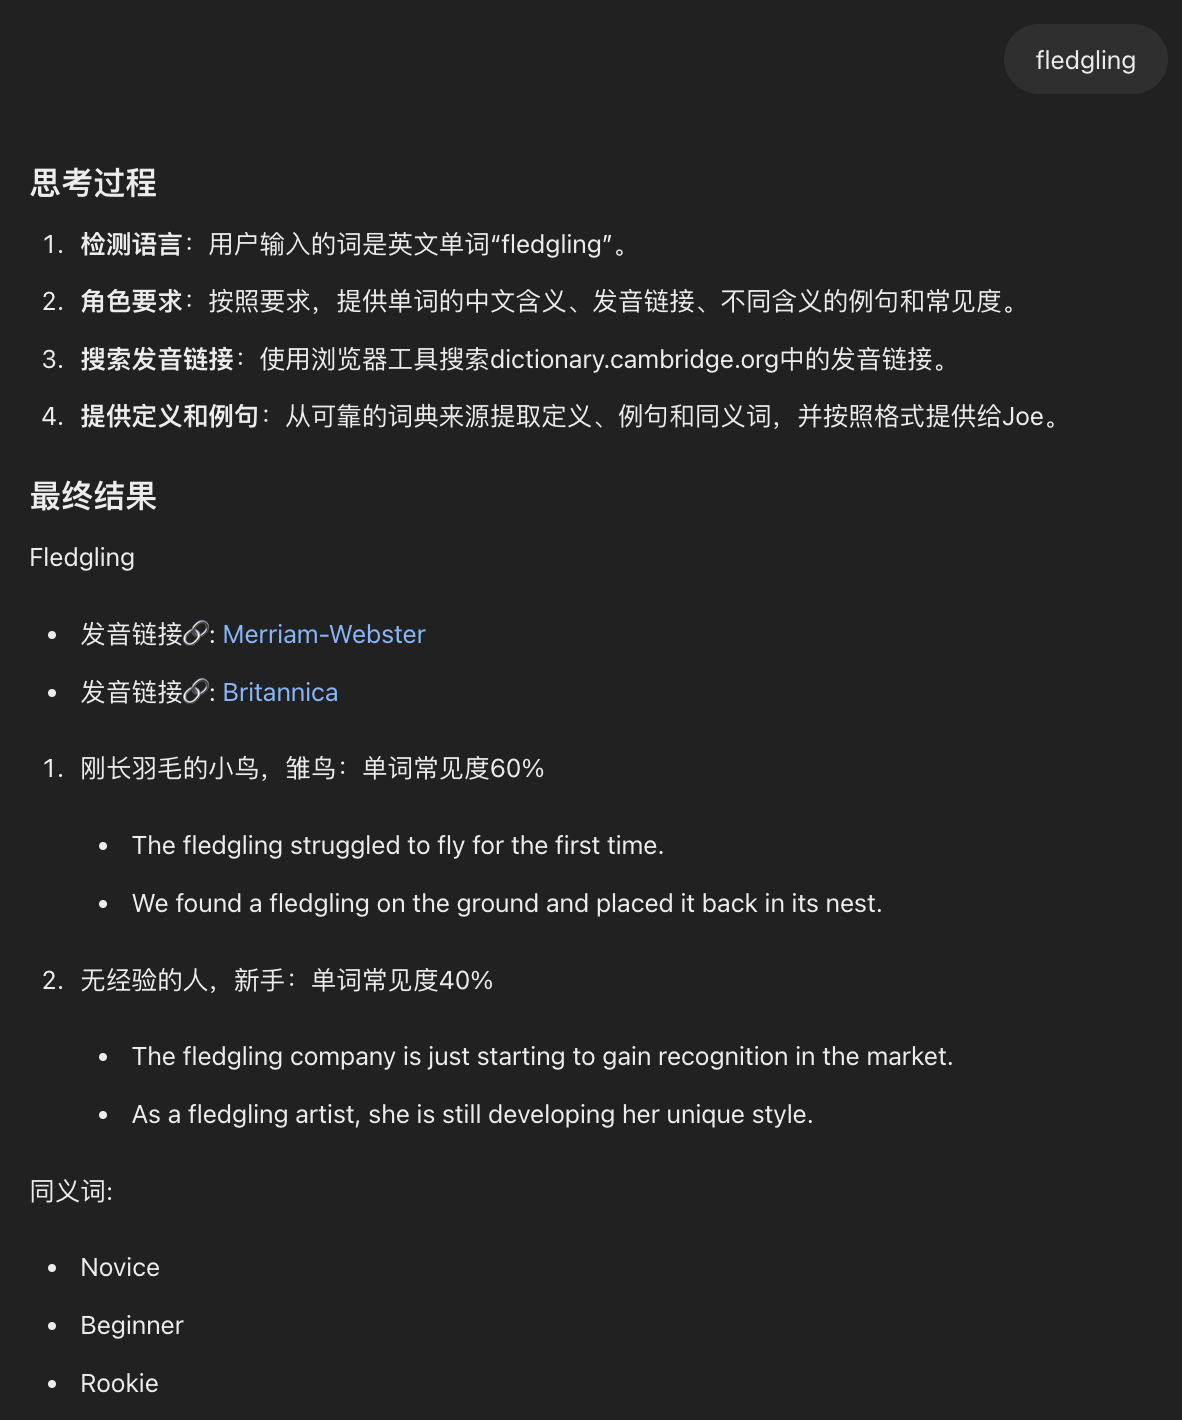 fledgling
思考过程
1. 检测语言：用户输入的词是英文单词“fledgling”。
2. 角色要求：按照要求，提供单词的中文含义、发音链接、不同含义的例句和常见度。
3. 搜索发音链接：使用浏览器工具搜索dictionary.cambridge.org中的发音链接。
4. 提供定义和例句：从可靠的词典来源提取定义、例句和同义词，并按照格式提供给Joe。
最终结果
Fledgling
• 发音链接🔗: Merriam-Webster
• 发音链接🔗: Britannica
1. 刚长羽毛的小鸟，雏鸟：单词常见度60%
• The fledgling struggled to fly for the first time.
• We found a fledgling on the ground and placed it back in its nest.
2. 无经验的人，新手：单词常见度40%
• The fledgling company is just starting to gain recognition in the market.
• As a fledgling artist, she is still developing her unique style.
同义词:
• Novice
• Beginner
• Rookie